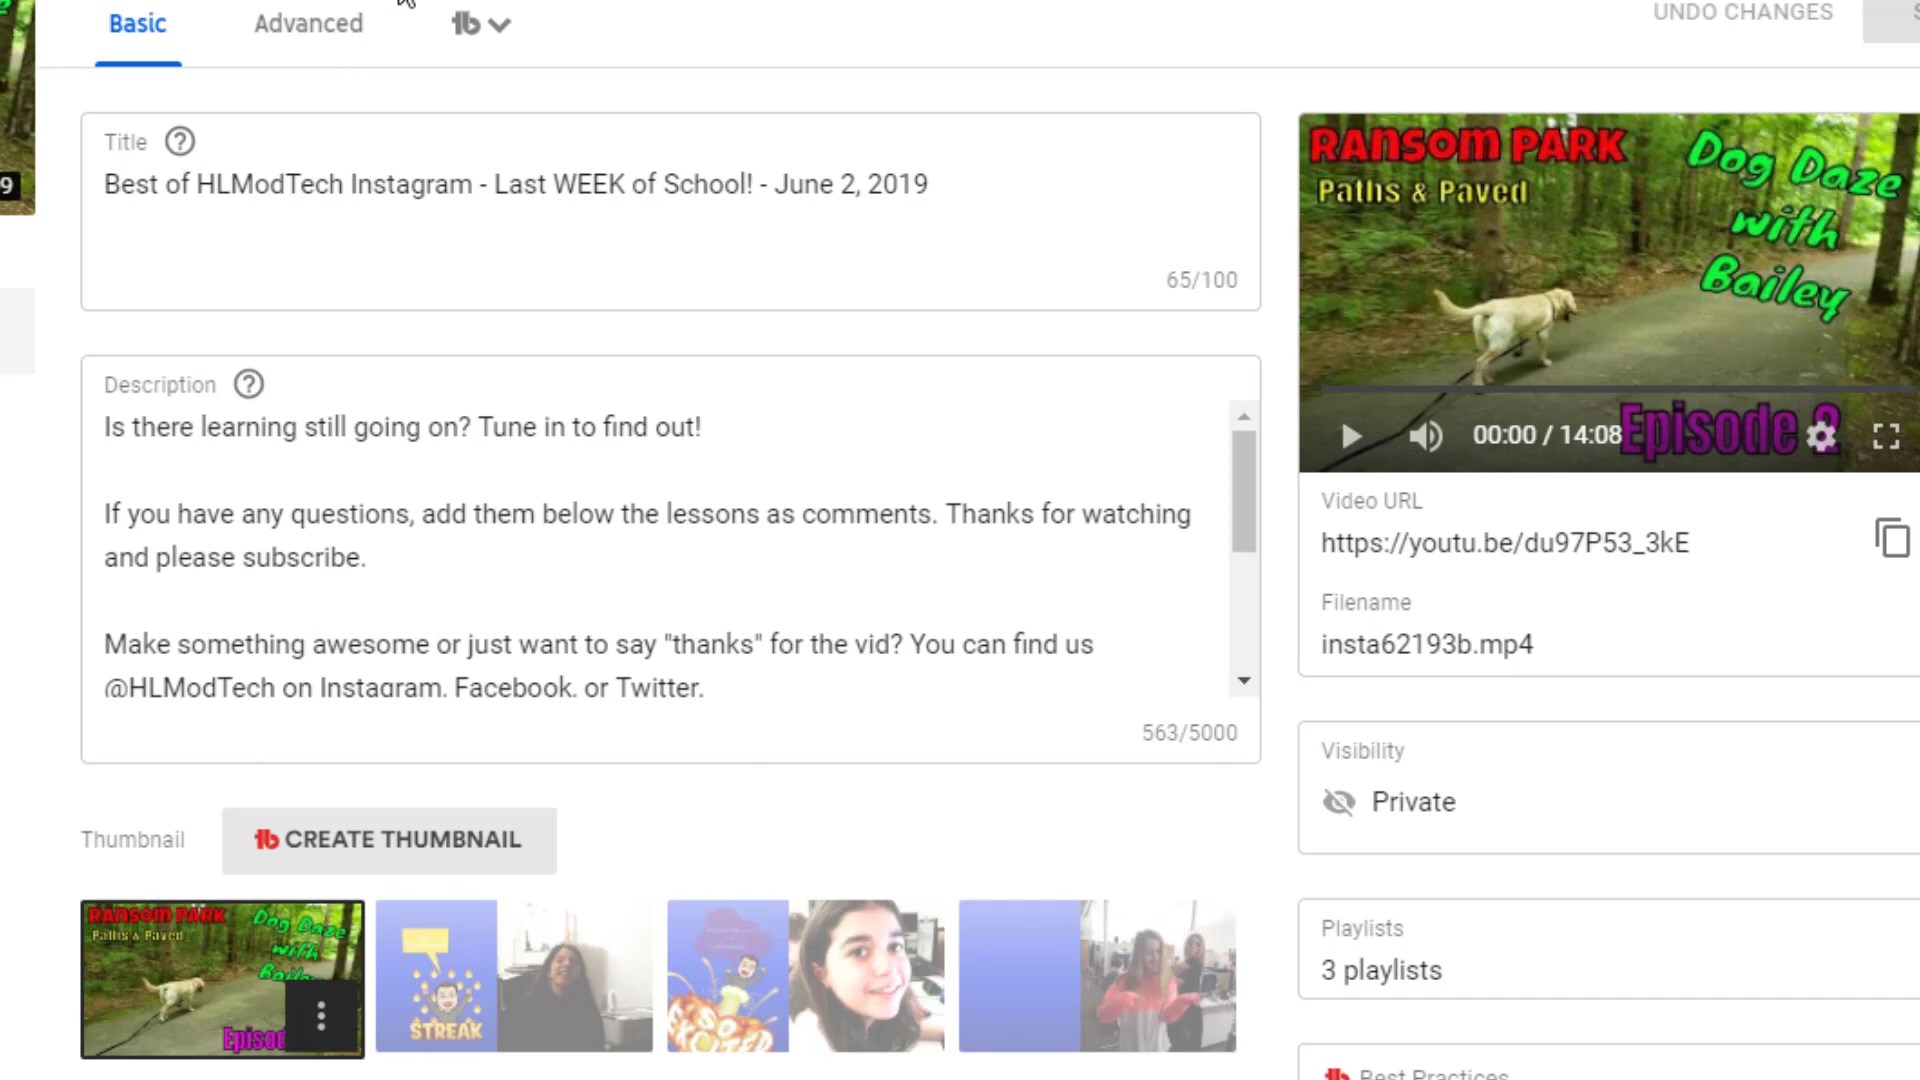 Basic
Advanced
UNDO CHANGES
9
Title
Best of HLModTech Instagram - Last WEEK of School! - June 2, 2019
65/100
Description
Is there learning still going on? Tune in to find out!
If you have any questions, add them below the lessons as comments. Thanks for watching
and please subscribe.
Make something awesome or just want to say "thanks" for the vid? You can find us
@HLModTech on Instagram, Facebook, or Twitter.
563/5000
Thumbnail
CREATE THUMBNAIL
RANSOM PARK
Paths & Paved
Dog Daze
with
Bailey
Episode 2
00:00 / 14:08
Video URL
https://youtu.be/du97P53_3kE
Filename
insta62193b.mp4
Visibility
Private
Playlists
3 playlists
Best Practices
RANSOM PARK
Paths & Paved
Dog Daze
with
STREAK
SO
EXCITED